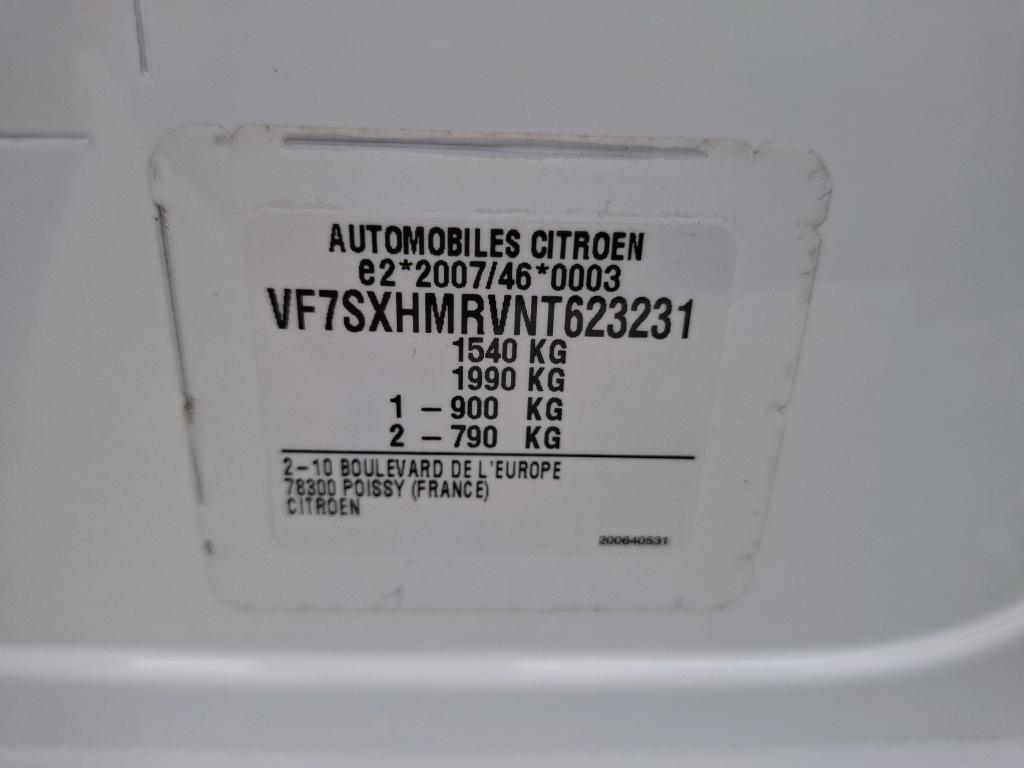 AUTOMOBILES CITROEN
e2*2007/46*0003
VF7SXHMRVNT623231
1540 KG
1990 KG
1 – 900 KG
2 – 790 KG
2–10 BOULEVARD DE L'EUROPE
78300 POISSY (FRANCE)
CITROEN
200640531